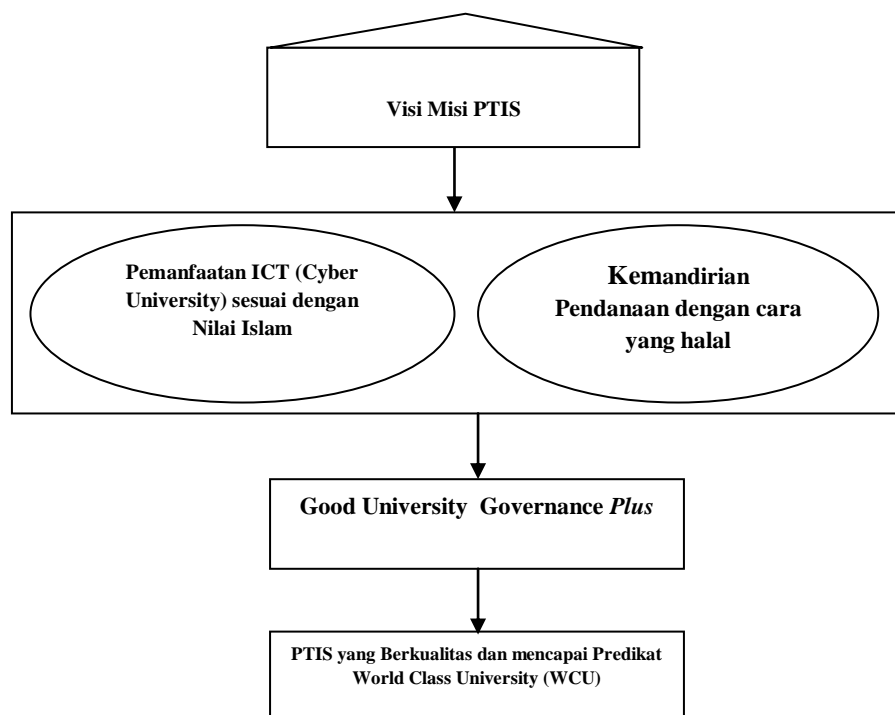 Visi Misi PTIS
Pemanfaatan ICT (Cyber
University) sesuai dengan
Nilai Islam
Kemandirian
Pendanaan dengan cara
yang halal
Good University Governance Plus
PTIS yang Berkualitas dan mencapai Predikat
World Class University (WCU)